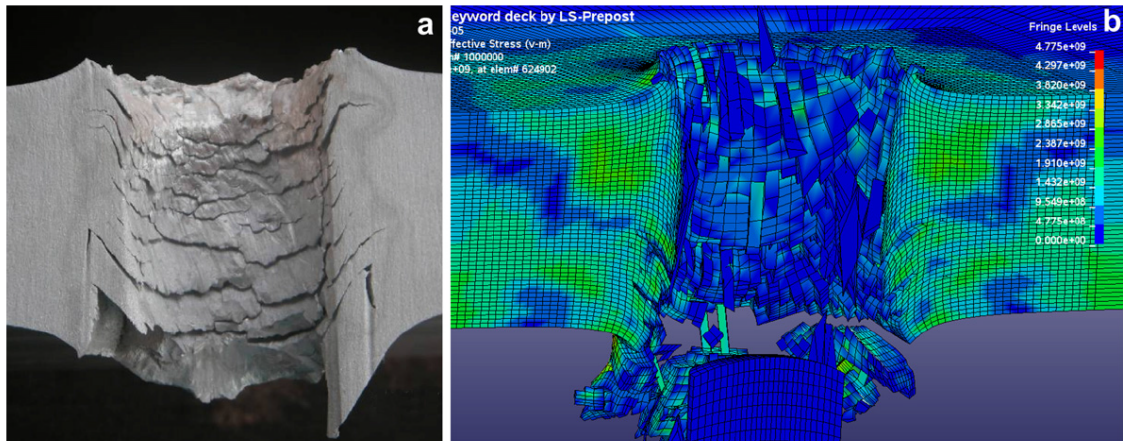 a
eyword deck by LS-Prepost
-05
ffective Stress (v-m)
n# 1000000
+09, at elem# 624902
b
Fringe Levels
4.775e+09
4.297e+09
3.820e+09
3.342e+09
2.865e+09
2.387e+09
1.910e+09
1.432e+09
9.549e+08
4.775e+08
0.000e+00